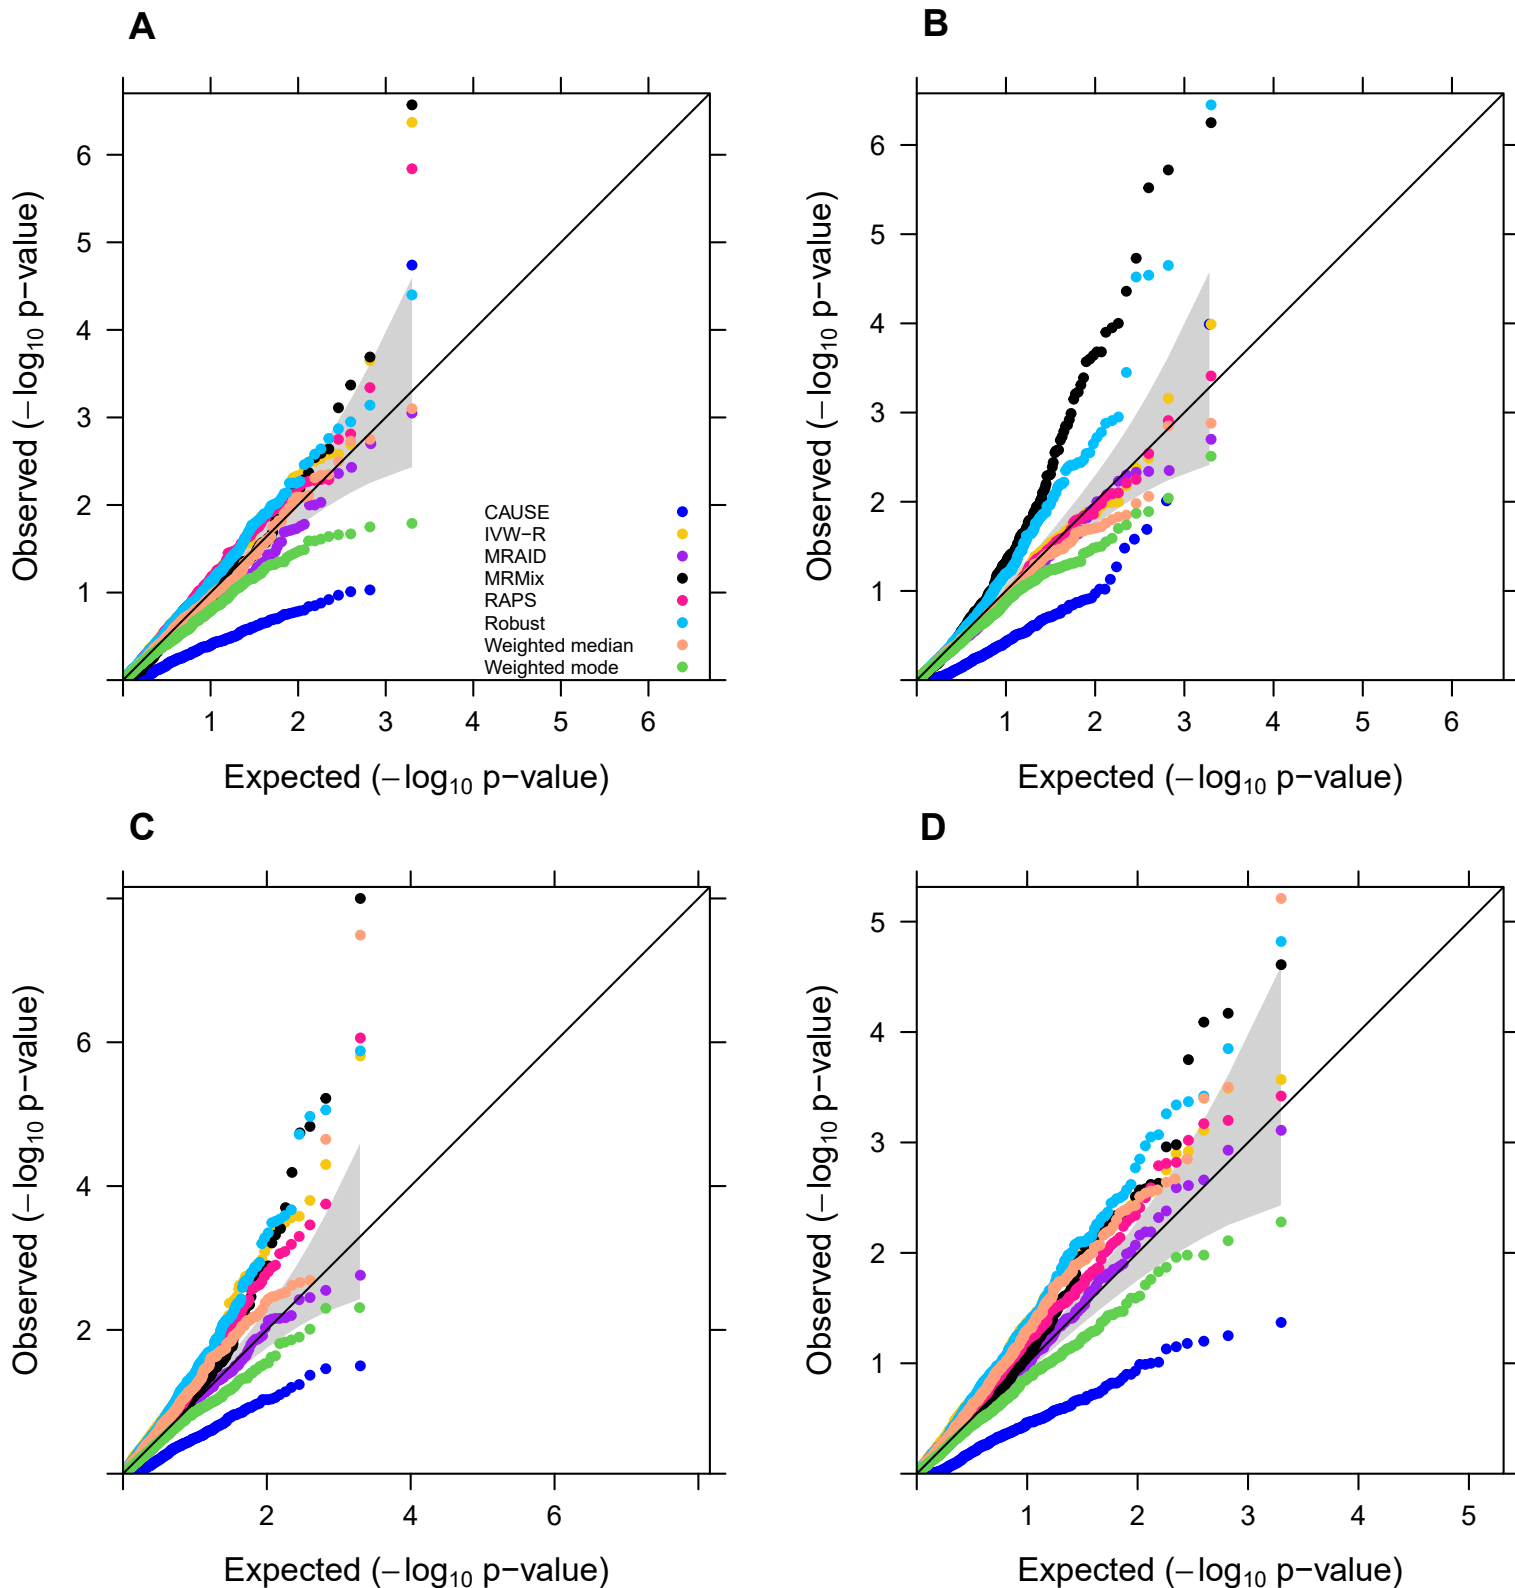 A
Observed (−log10 p−value)
6
5
4
3
2
1
CAUSE
IVW−R
MRAID
MRMix
RAPS
Robust
Weighted median
Weighted mode
1 2 3 4 5 6
Expected (−log10 p−value)
B
Observed (−log10 p−value)
6
5
4
3
2
1
1 2 3 4 5 6
Expected (−log10 p−value)
C
Observed (−log10 p−value)
6
4
2
2 4 6
Expected (−log10 p−value)
D
Observed (−log10 p−value)
5
4
3
2
1
1 2 3 4 5
Expected (−log10 p−value)